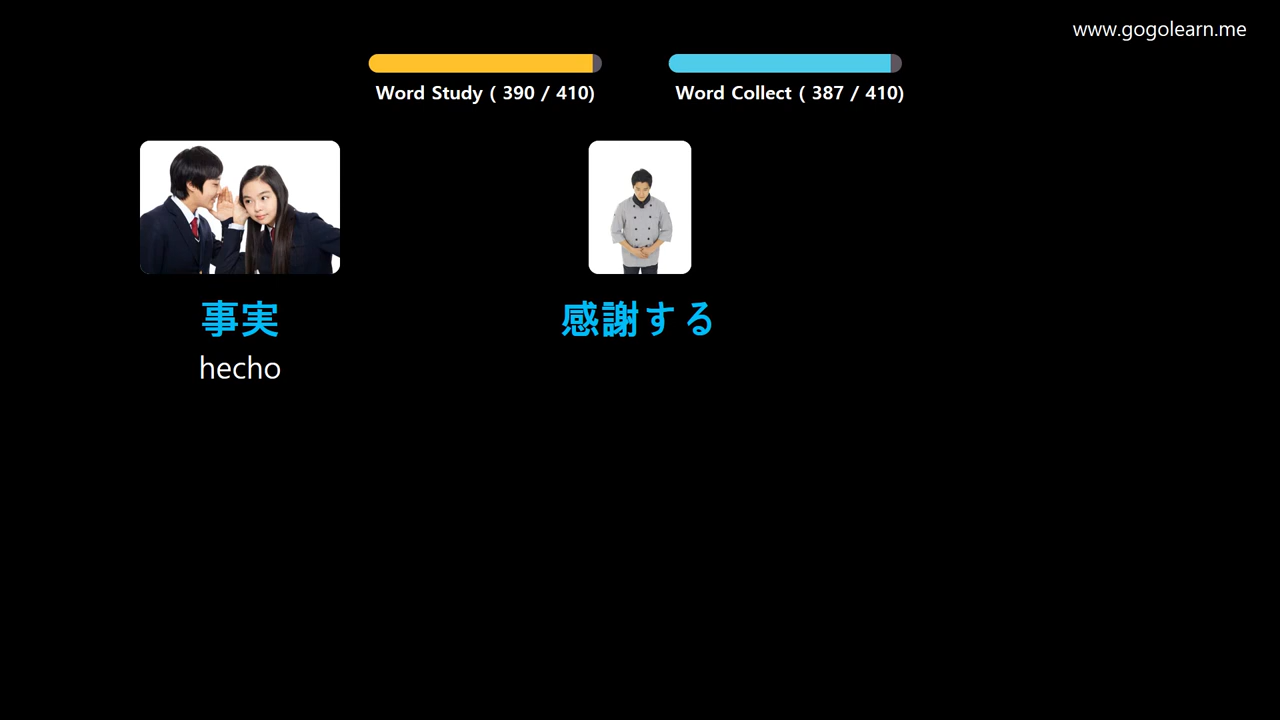 www.gogolearn.me
Word Study ( 390 / 410)
Word Collect ( 387 / 410)
事実
感謝する
hecho